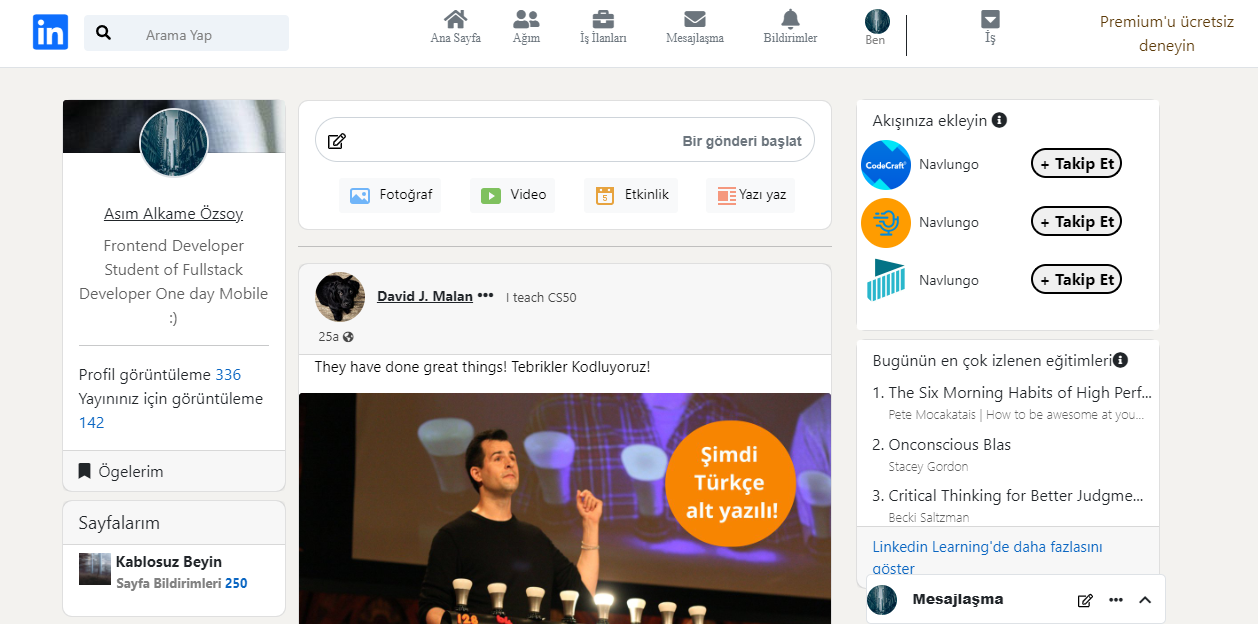 in
Arama Yap
Ana Sayfa
Ağım
İş İlanları
Mesajlaşma
Bildirimler
Ben
İş
Premium'u ücretsiz
deneyin
Asım Alkame Özsoy
Frontend Developer
Student of Fullstack
Developer One day Mobile
:)
Profil görüntüleme 336
Yayınınız için görüntüleme
142
Ögelerim
Sayfalarım
Kablosuz Beyin
Sayfa Bildirimleri 250
Bir gönderi başlat
Fotoğraf
Video
5
Etkinlik
Yazı yaz
David J. Malan ••• I teach CS50
25a
They have done great things! Tebrikler Kodluyoruz!
Şimdi
Türkçe
alt yazılı!
128
Akışınıza ekleyin
CodeCraft
Navlungo
+ Takip Et
Navlungo
+ Takip Et
Navlungo
+ Takip Et
Bugünün en çok izlenen eğitimleri
1. The Six Morning Habits of High Perf...
Pete Mocakatais | How to be awesome at you...
2. Onconscious Blas
Stacey Gordon
3. Critical Thinking for Better Judgme...
Becki Saltzman
Linkedin Learning'de daha fazlasını
göster
Mesajlaşma